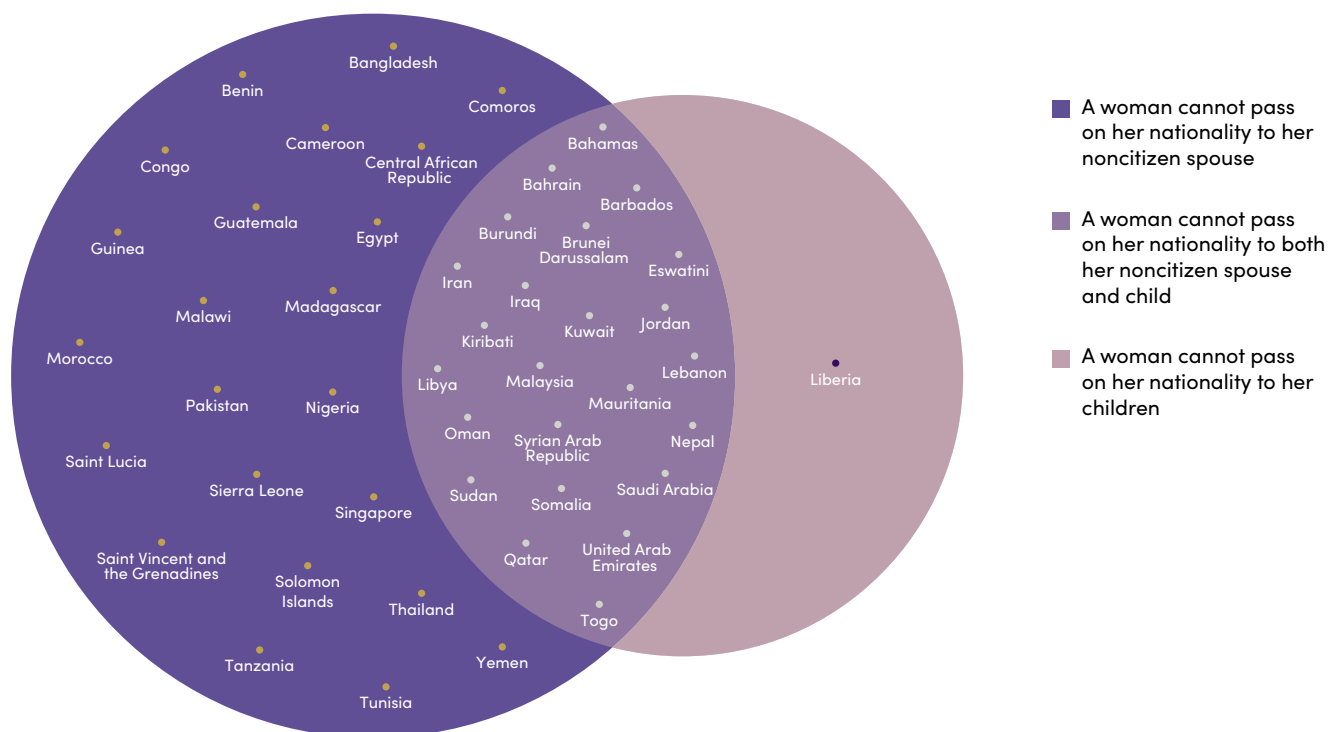 Bangladesh
Benin
Comoros
Cameroon
Central African
Republic
Congo
Guatemala
Egypt
Guinea
Madagascar
Malawi
Morocco
Pakistan
Nigeria
Saint Lucia
Sierra Leone
Singapore
Saint Vincent and
the Grenadines
Solomon
Islands
Thailand
Tanzania
Yemen
Tunisia
Bahamas
Bahrain
Barbados
Burundi
Brunei
Darussalam
Eswatini
Iran
Iraq
Jordan
Kuwait
Kiribati
Lebanon
Libya
Malaysia
Mauritania
Oman
Syrian Arab
Republic
Nepal
Sudan
Somalia
Saudi Arabia
Qatar
United Arab
Emirates
Togo
Liberia
A woman cannot pass
on her nationality to her
noncitizen spouse
A woman cannot pass
on her nationality to both
her noncitizen spouse
and child
A woman cannot pass
on her nationality to her
children